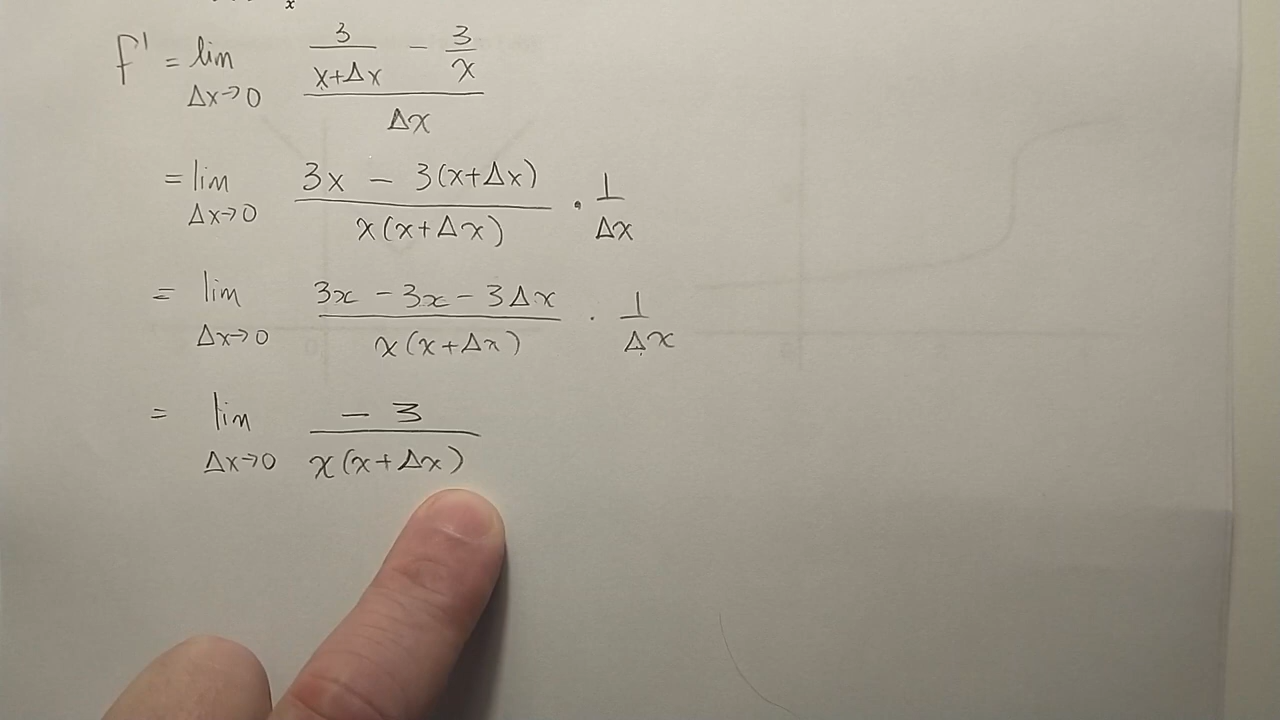 f' = lim Δx→0 (3/(x+Δx) − 3/x) / Δx
= lim Δx→0 (3x − 3(x+Δx)) / (x(x+Δx)) · 1/Δx
= lim Δx→0 (3x − 3x − 3Δx) / (x(x+Δx)) · 1/Δx
= lim Δx→0 −3 / (x(x+Δx))